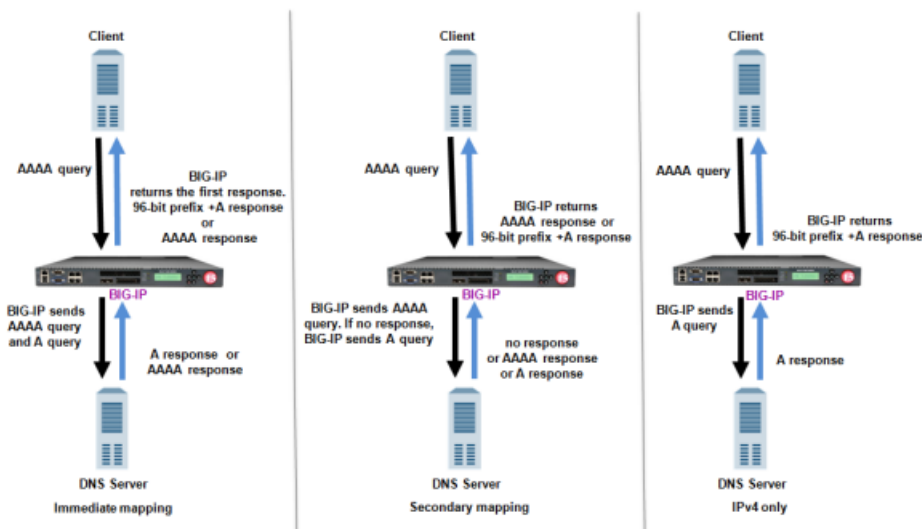 Client
AAAA query
BIG-IP
returns the first response.
96-bit prefix +A response
or
AAAA response
BIG-IP
BIG-IP sends
AAAA query
and A query
A response or
AAAA response
DNS Server
Immediate mapping
Client
AAAA query
BIG-IP returns
AAAA response or
96-bit prefix +A response
BIG-IP
BIG-IP sends AAAA
query. If no response,
BIG-IP sends A query
no response
or AAAA response
or A response
DNS Server
Secondary mapping
Client
AAAA query
BIG-IP returns
96-bit prefix +A response
BIG-IP
BIG-IP sends
A query
A response
DNS Server
IPv4 only